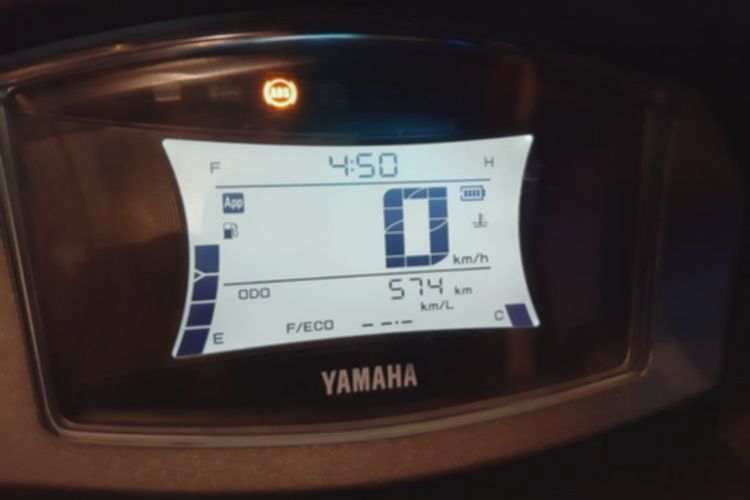 ABS
F 4:50 H
App
0 km/h
ODO 574 km
km/L
F/ECO --.-
E C
YAMAHA